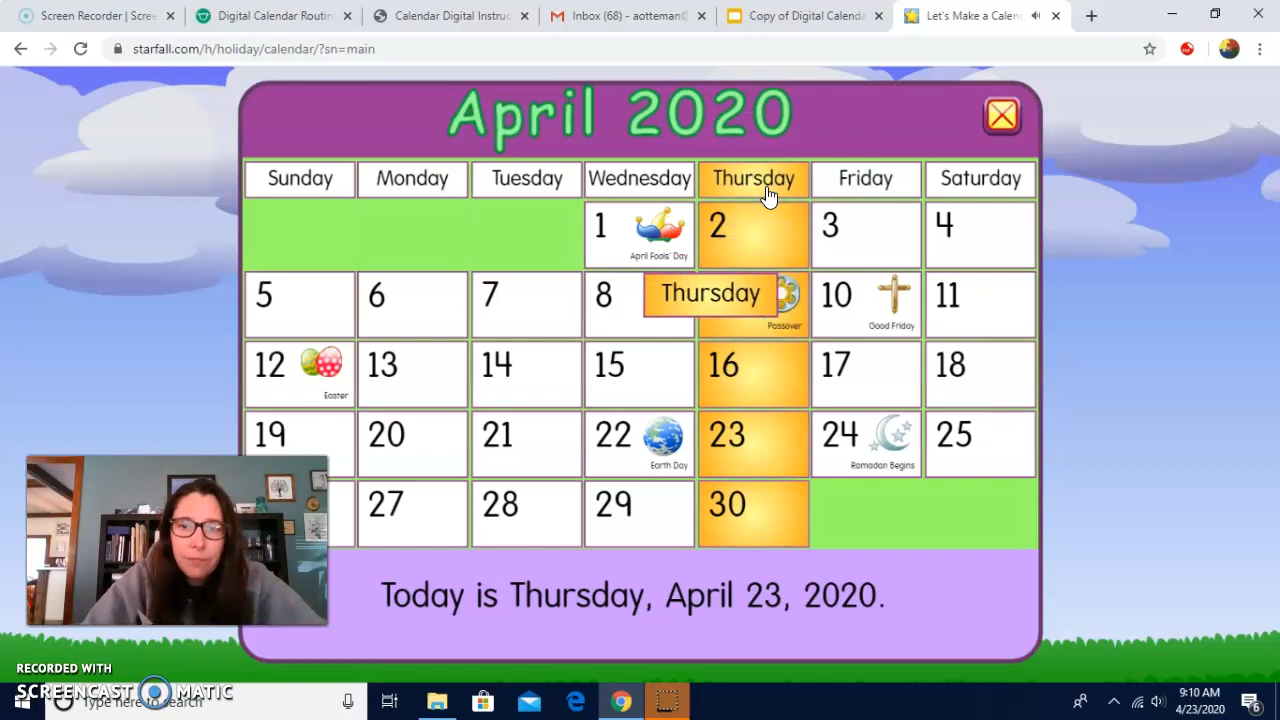 Screen Recorder | Scree
Digital Calendar Routin
Calendar Digital Instruc
Inbox (68) - aotteman@
Copy of Digital Calenda
Let's Make a Calen
starfall.com/h/holiday/calendar/?sn=main
April 2020
Sunday Monday Tuesday Wednesday Thursday Friday Saturday
1 April Fools' Day 2 3 4
5 6 7 8 Thursday Passover 10 Good Friday 11
12 Easter 13 14 15 16 17 18
19 20 21 22 Earth Day 23 24 Ramadan Begins 25
27 28 29 30
Today is Thursday, April 23, 2020.
RECORDED WITH
SCREENCAST MATIC
Type here to search
9:10 AM
4/23/2020
6